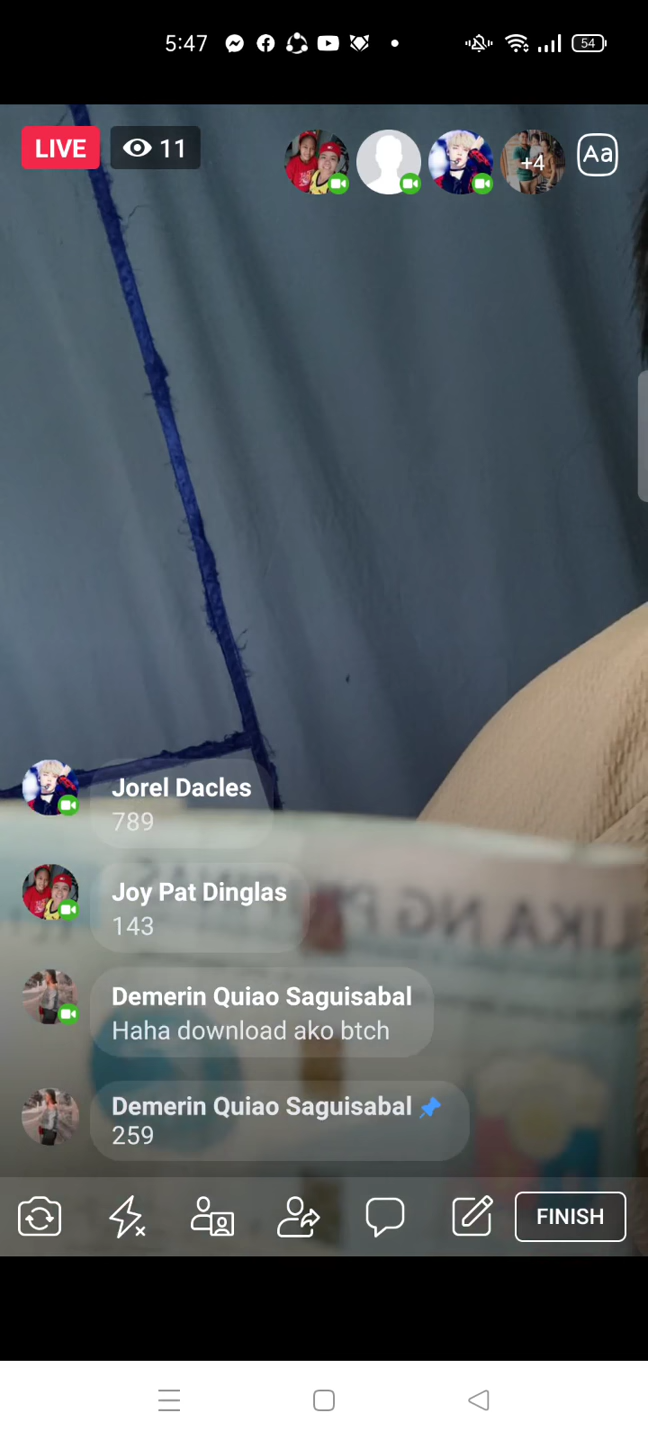 5:47
54
LIVE
11
+4
Aa
Jorel Dacles
789
Joy Pat Dinglas
143
Demerin Quiao Saguisabal
Haha download ako btch
Demerin Quiao Saguisabal
259
FINISH